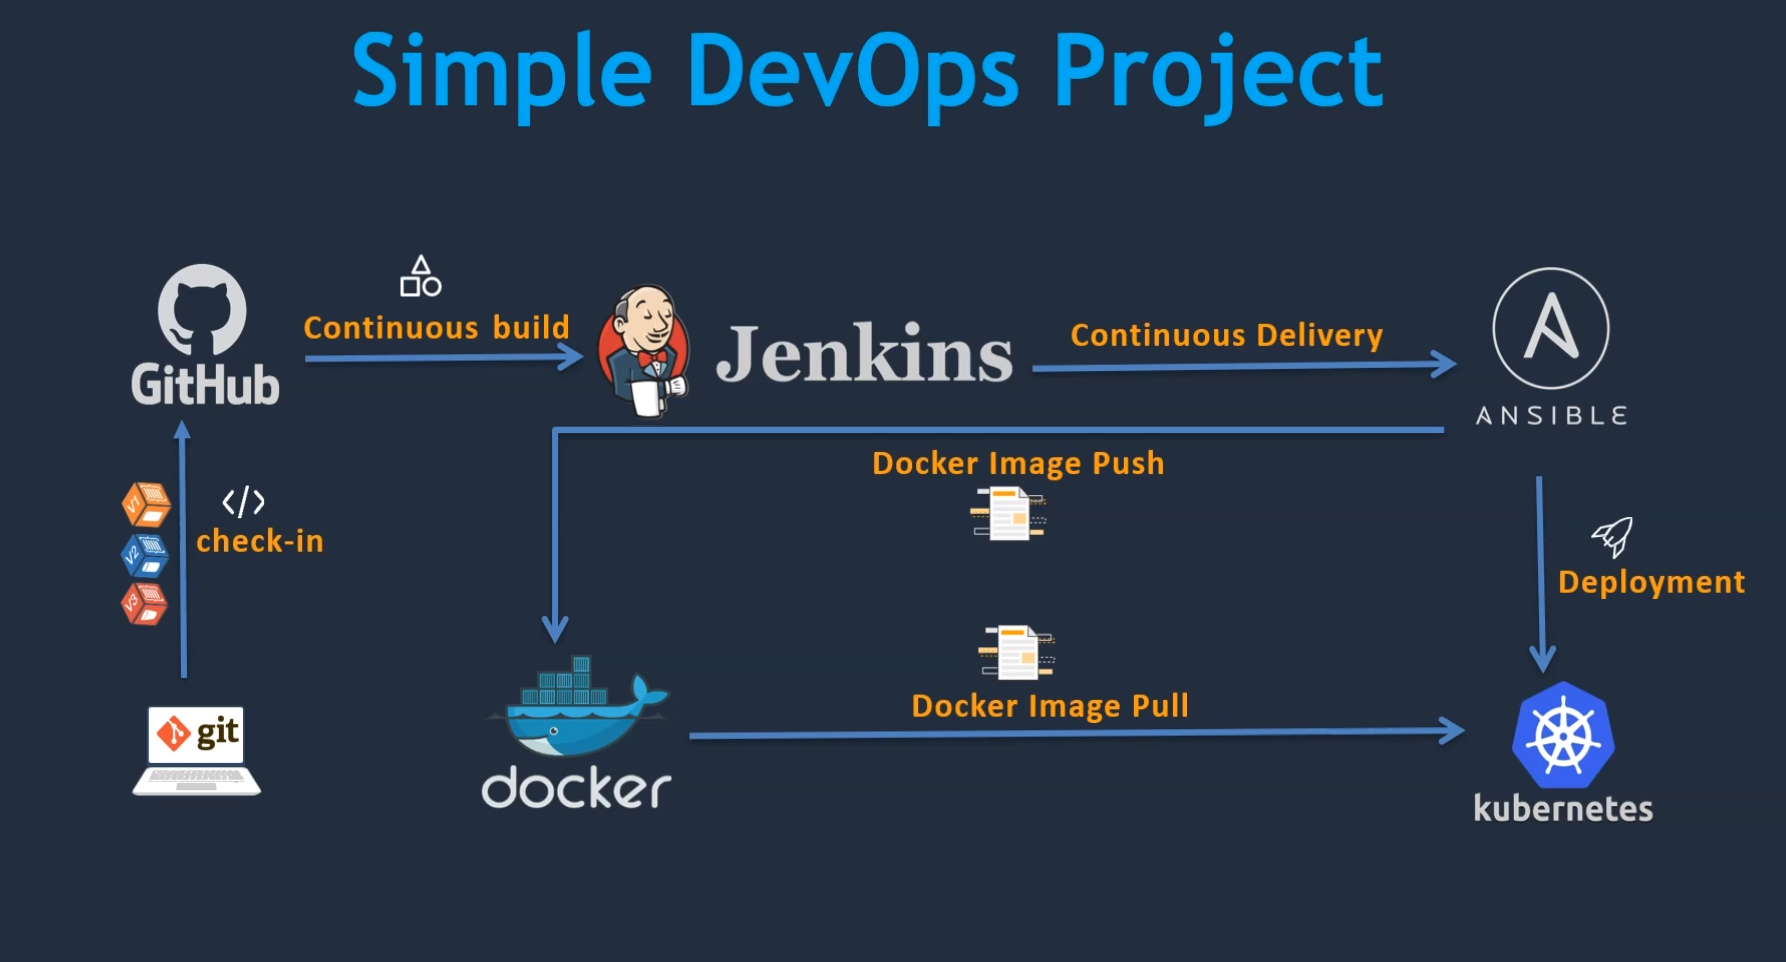 Simple DevOps Project
GitHub
Continuous build
Jenkins
Continuous Delivery
ANSIBLE
Docker Image Push
V1
V2
V3
</>
check-in
Deployment
git
docker
Docker Image Pull
kubernetes